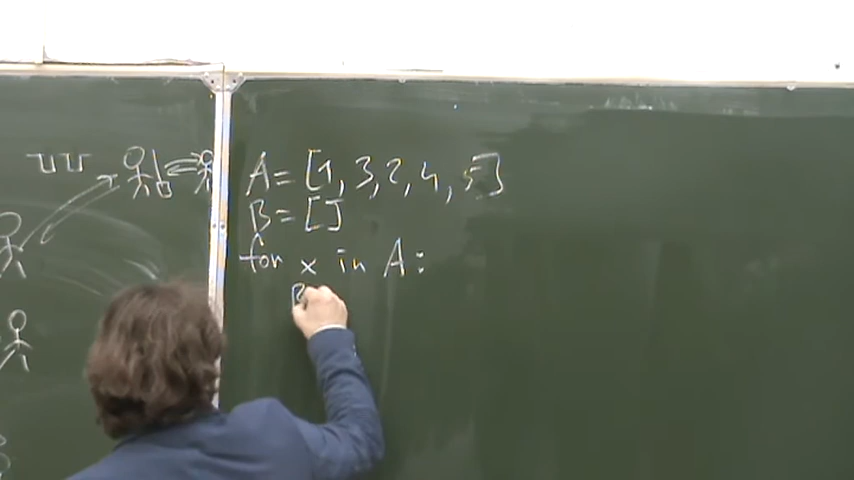 A = [1, 3, 2, 4, 5]
B = []
for x in A:
B